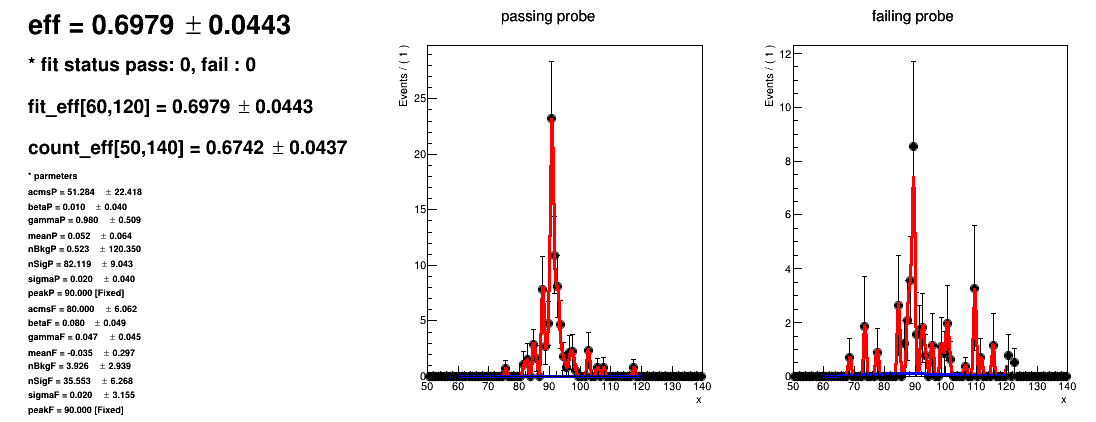 eff = 0.6979 ± 0.0443
* fit status pass: 0, fail : 0
fit_eff[60,120] = 0.6979 ± 0.0443
count_eff[50,140] = 0.6742 ± 0.0437
* parmeters
acmsP = 51.284 ± 22.418
betaP = 0.010 ± 0.040
gammaP = 0.980 ± 0.509
meanP = 0.052 ± 0.064
nBkgP = 0.523 ± 120.350
nSigP = 82.119 ± 9.043
sigmaP = 0.020 ± 0.040
peakP = 90.000 [Fixed]
acmsF = 80.000 ± 6.062
betaF = 0.080 ± 0.049
gammaF = 0.047 ± 0.045
meanF = -0.035 ± 0.297
nBkgF = 3.926 ± 2.939
nSigF = 35.553 ± 6.268
sigmaF = 0.020 ± 3.155
peakF = 90.000 [Fixed]
passing probe
Events / ( 1 )
25
20
15
10
5
0
50 60 70 80 90 100 110 120 130 140
x
failing probe
Events / ( 1 )
12
10
8
6
4
2
0
50 60 70 80 90 100 110 120 130 140
x